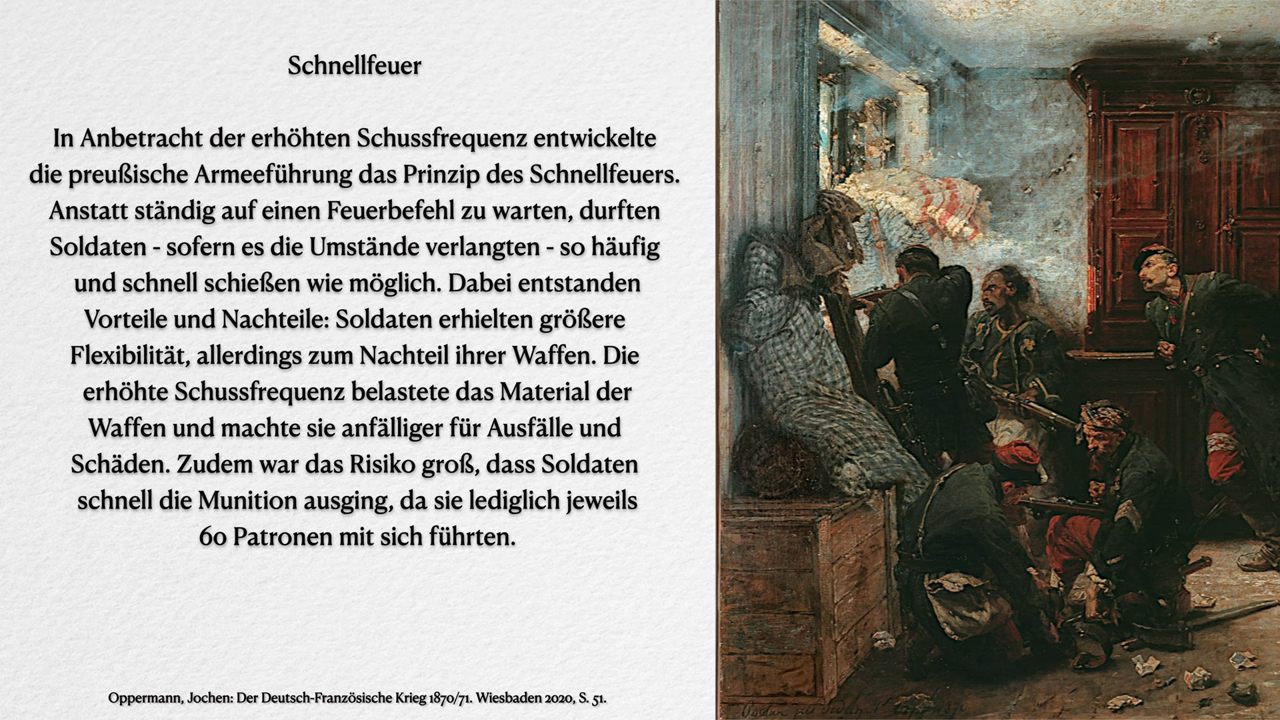 Schnellfeuer
In Anbetracht der erhöhten Schussfrequenz entwickelte
die preußische Armeeführung das Prinzip des Schnellfeuers.
Anstatt ständig auf einen Feuerbefehl zu warten, durften
Soldaten - sofern es die Umstände verlangten - so häufig
und schnell schießen wie möglich. Dabei entstanden
Vorteile und Nachteile: Soldaten erhielten größere
Flexibilität, allerdings zum Nachteil ihrer Waffen. Die
erhöhte Schussfrequenz belastete das Material der
Waffen und machte sie anfälliger für Ausfälle und
Schäden. Zudem war das Risiko groß, dass Soldaten
schnell die Munition ausging, da sie lediglich jeweils
60 Patronen mit sich führten.
Oppermann, Jochen: Der Deutsch-Französische Krieg 1870/71. Wiesbaden 2020, S. 51.